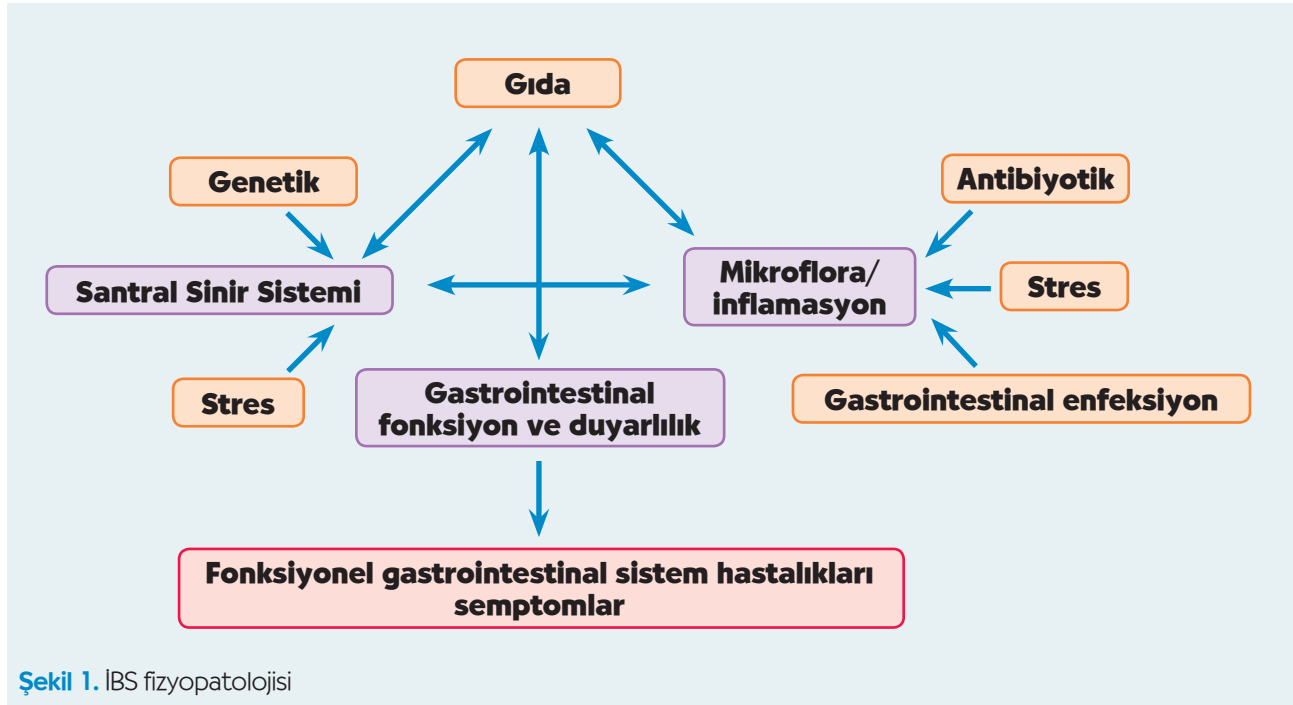 Gıda
Genetik
Antibiyotik
Santral Sinir Sistemi
Mikroflora/
inflamasyon
Stres
Stres
Gastrointestinal
fonksiyon ve duyarlılık
Gastrointestinal enfeksiyon
Fonksiyonel gastrointestinal sistem hastalıkları
semptomlar
Şekil 1. İBS fizyopatolojisi